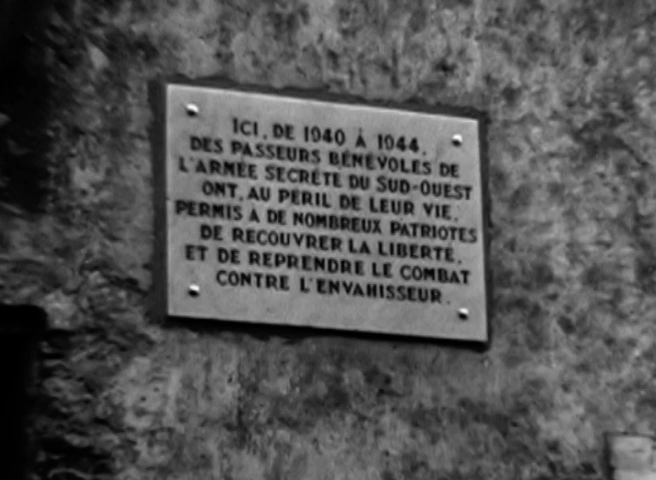 ICI, DE 1940 À 1944,
DES PASSEURS BÉNÉVOLES DE
L'ARMÉE SECRÈTE DU SUD-OUEST
ONT, AU PÉRIL DE LEUR VIE,
PERMIS A DE NOMBREUX PATRIOTES
DE RECOUVRER LA LIBERTÉ,
ET DE REPRENDRE LE COMBAT
CONTRE L'ENVAHISSEUR.